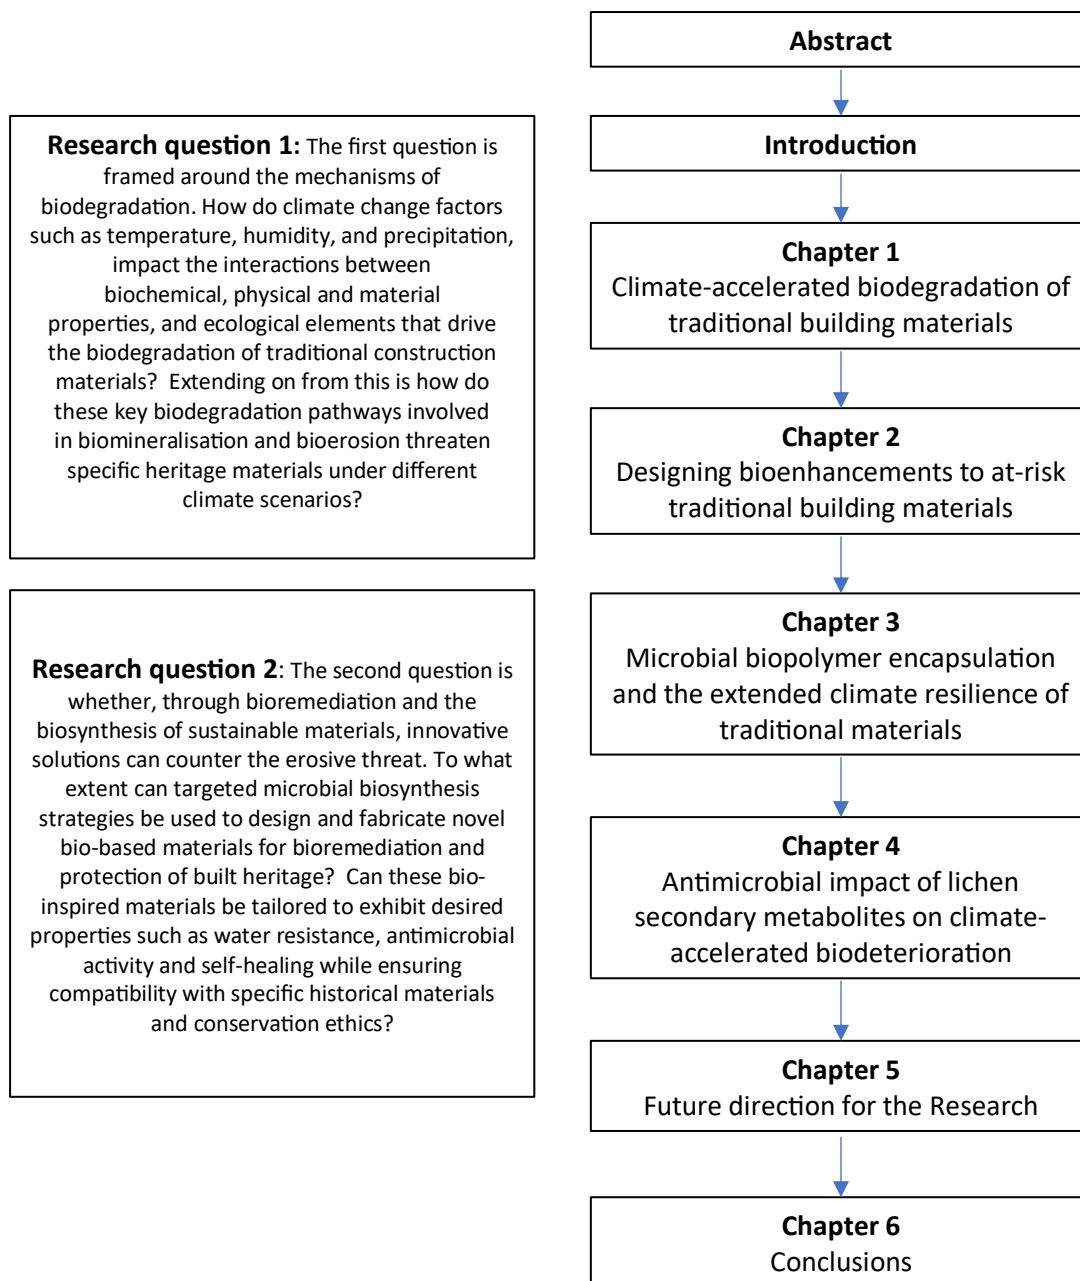 Abstract
Introduction
Research question 1: The first question is
framed around the mechanisms of
biodegradation. How do climate change factors
such as temperature, humidity, and precipitation,
impact the interactions between
biochemical, physical and material
properties, and ecological elements that drive
the biodegradation of traditional construction
materials?  Extending on from this is how do
these key biodegradation pathways involved
in biomineralisation and bioerosion threaten
specific heritage materials under different
climate scenarios?
Chapter 1
Climate-accelerated biodegradation of
traditional building materials
Chapter 2
Designing bioenhancements to at-risk
traditional building materials
Research question 2: The second question is
whether, through bioremediation and the
biosynthesis of sustainable materials, innovative
solutions can counter the erosive threat. To what
extent can targeted microbial biosynthesis
strategies be used to design and fabricate novel
bio-based materials for bioremediation and
protection of built heritage?  Can these bio-
inspired materials be tailored to exhibit desired
properties such as water resistance, antimicrobial
activity and self-healing while ensuring
compatibility with specific historical materials
and conservation ethics?
Chapter 3
Microbial biopolymer encapsulation
and the extended climate resilience of
traditional materials
Chapter 4
Antimicrobial impact of lichen
secondary metabolites on climate-
accelerated biodeterioration
Chapter 5
Future direction for the Research
Chapter 6
Conclusions